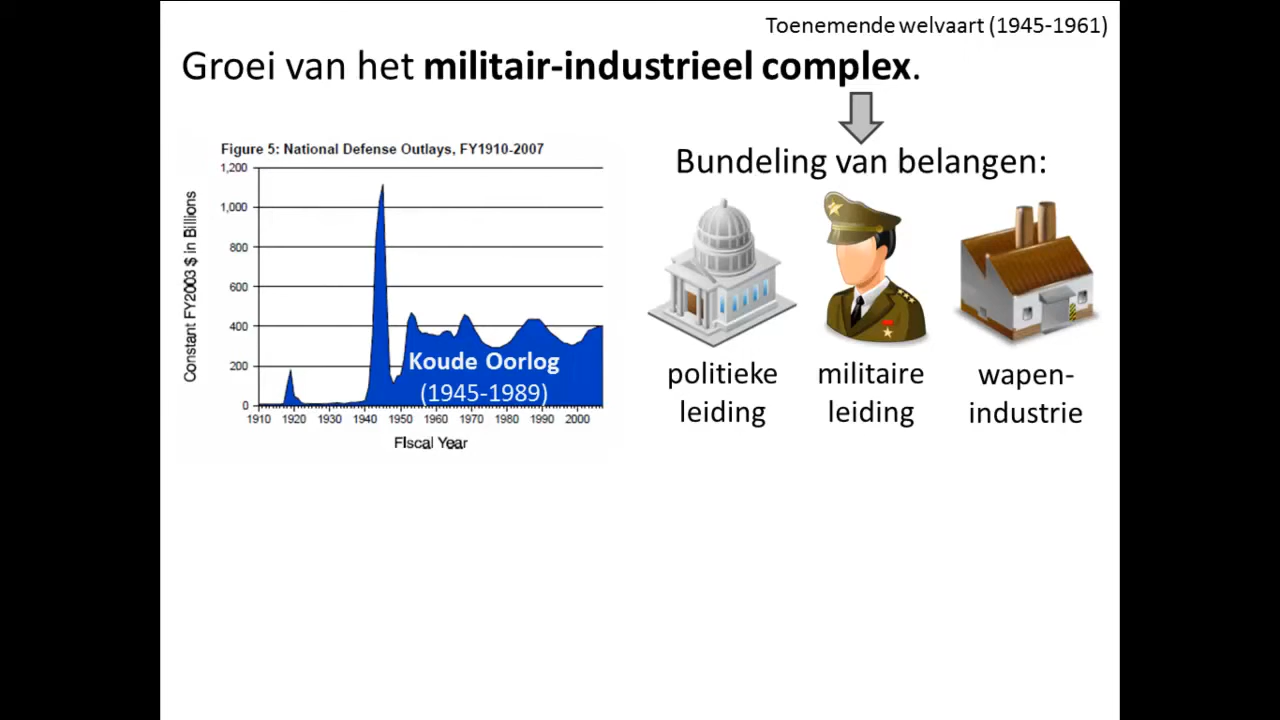 Toenemende welvaart (1945-1961)
Groei van het militair-industrieel complex.
Figure 5: National Defense Outlays, FY1910-2007
Constant FY2003 $ in Billions
1,200
1,000
800
600
400
200
0
1910 1920 1930 1940 1950 1960 1970 1980 1990 2000
Fiscal Year
Koude Oorlog
(1945-1989)
Bundeling van belangen:
politieke
leiding
militaire
leiding
wapen-
industrie